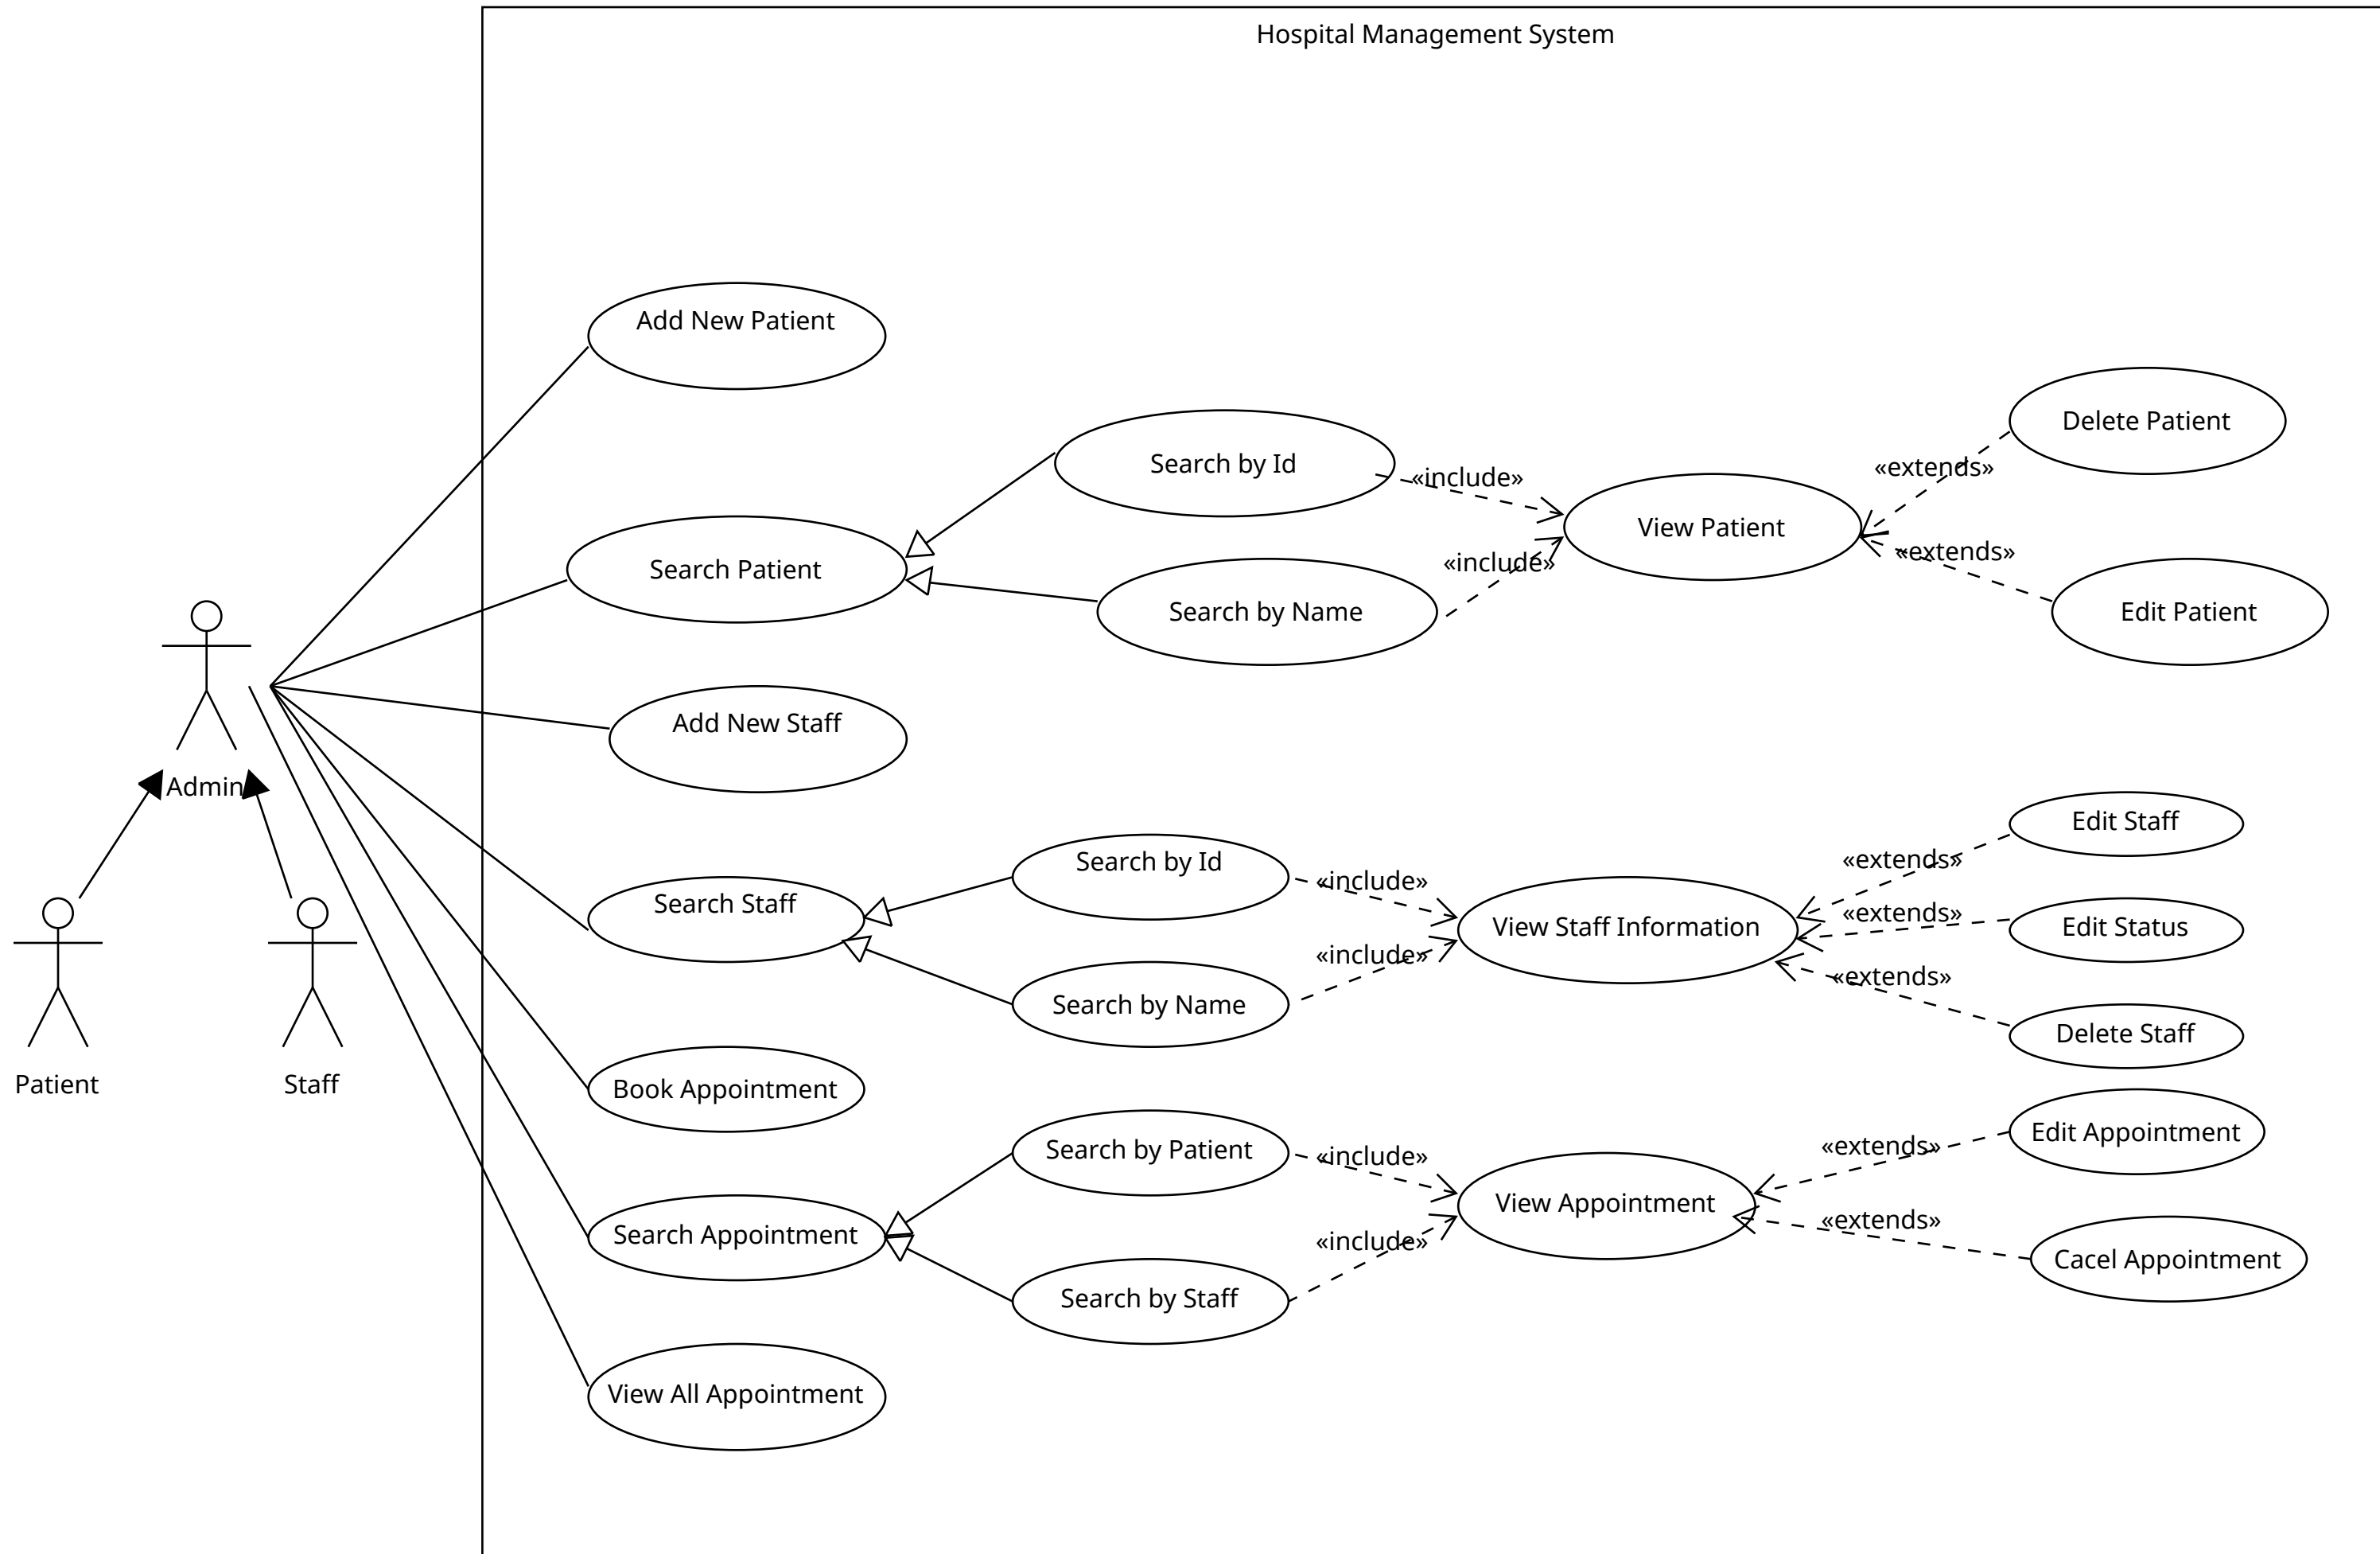 Hospital Management System
Add New Patient
Delete Patient
Search by Id
«extends»
«include»
View Patient
«extends»
Search Patient
«include»
Search by Name
Edit Patient
Add New Staff
Admin
Edit Staff
Search by Id
«extends»
«include»
Search Staff
«extends»
View Staff Information
Edit Status
«include»
«extends»
Search by Name
Delete Staff
Patient
Staff
Book Appointment
Edit Appointment
«extends»
Search by Patient
«include»
View Appointment
«extends»
Search Appointment
«include»
Cacel Appointment
Search by Staff
View All Appointment